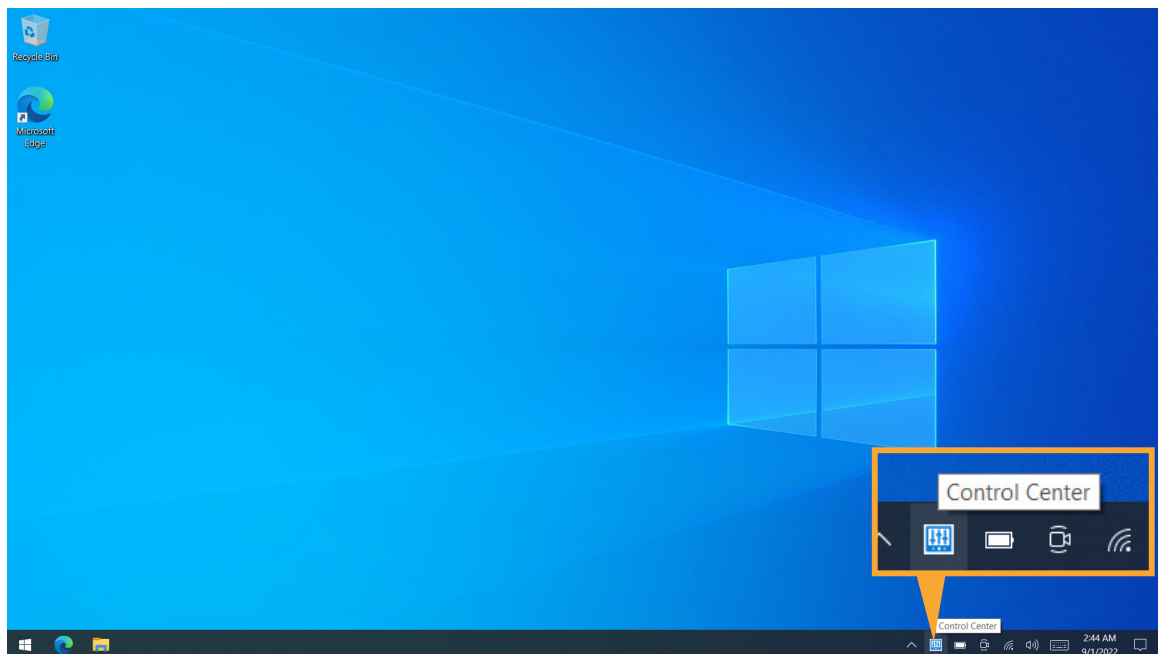 Recycle Bin
Microsoft
Edge
Control Center
Control Center
2:44 AM
9/1/2022